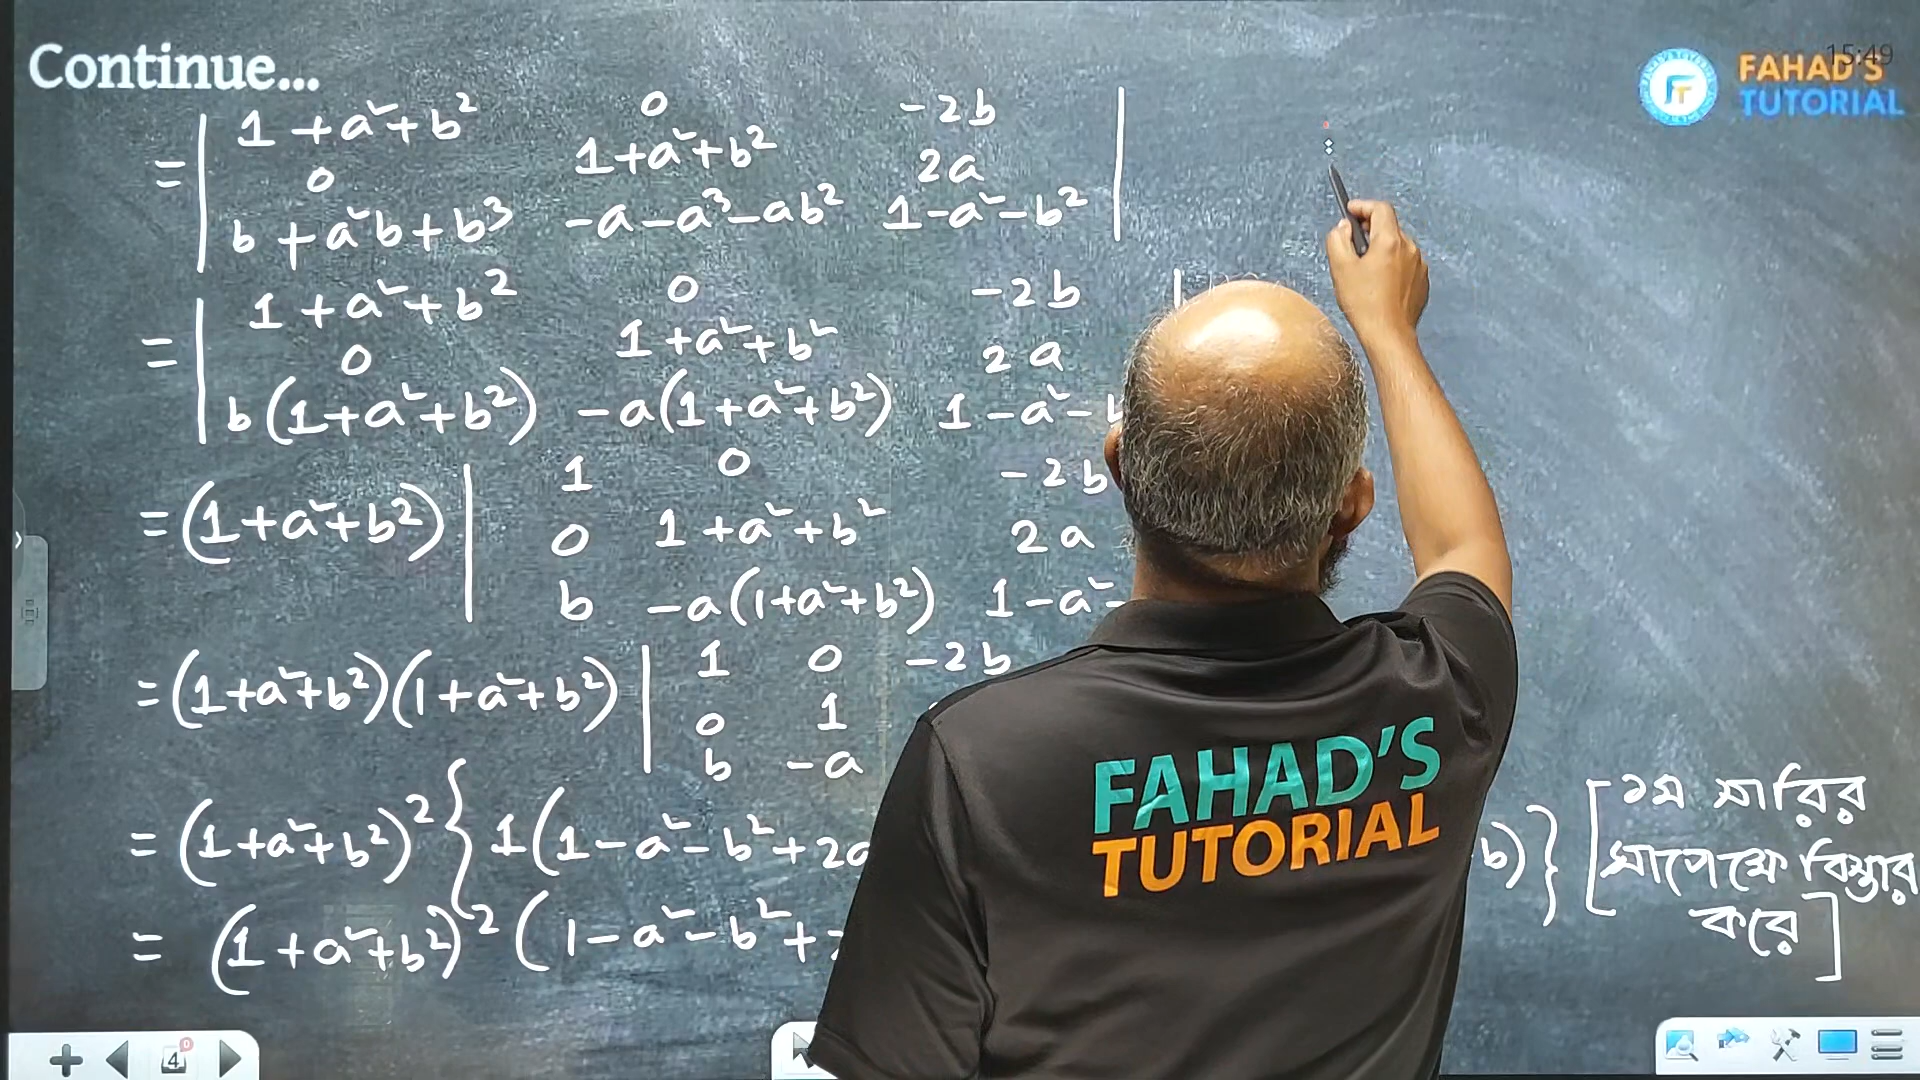 Continue...
15:49
FAHAD'S
TUTORIAL
= | 1+a²+b² 0 -2b |
0 1+a²+b² 2a
b+a²b+b³ -a-a³-ab² 1-a²-b²
= | 1+a²+b² 0 -2b |
0 1+a²+b² 2a
b(1+a²+b²) -a(1+a²+b²) 1-a²-
= (1+a²+b²) | 1 0 -2b
0 1+a²+b² 2a
b -a(1+a²+b²) 1-a²-
= (1+a²+b²)(1+a²+b²) | 1 0 -2b
0 1
b -a
= (1+a²+b²)² { 1(1-a²-b²+2a b)} [১ম সারির
সাপেক্ষে বিস্তার
করে]
= (1+a²+b²)² (1-a²-b²+
FAHAD'S
TUTORIAL
4
0